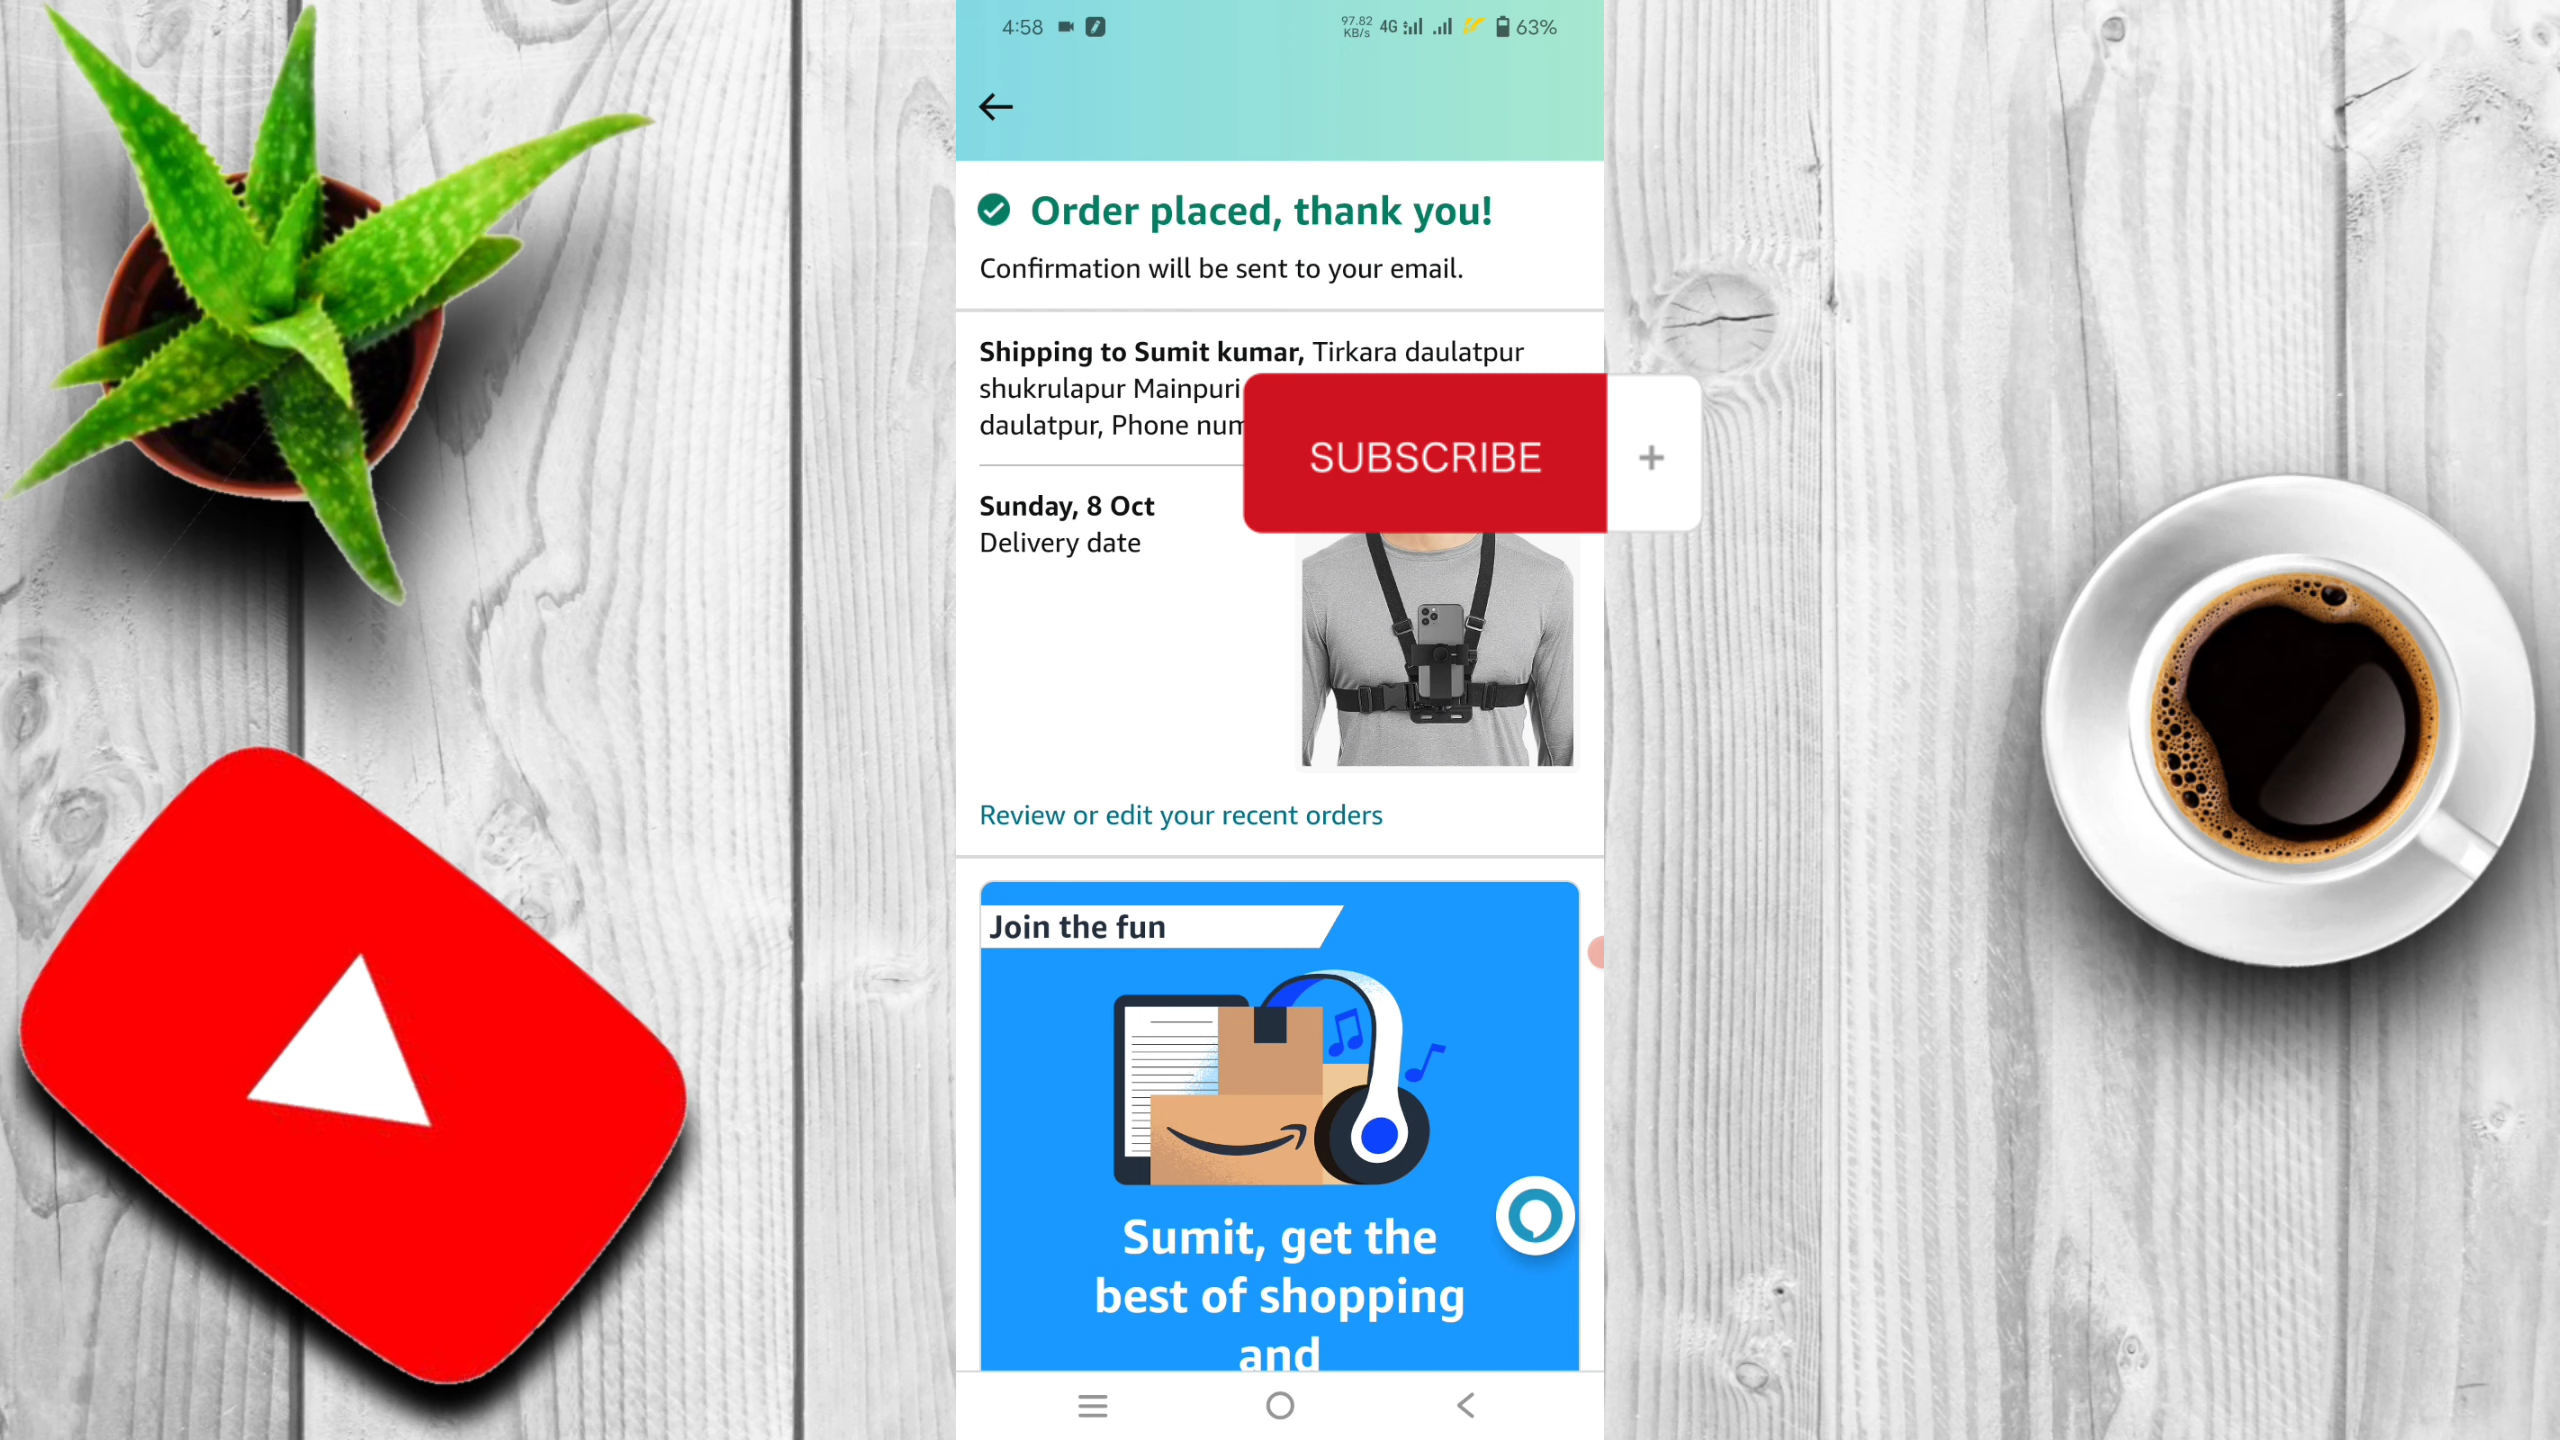 4:58
97.82
KB/s
4G
63%
Order placed, thank you!
Confirmation will be sent to your email.
Shipping to Sumit kumar, Tirkara daulatpur
shukrulapur Mainpuri
daulatpur, Phone num
SUBSCRIBE
+
Sunday, 8 Oct
Delivery date
Review or edit your recent orders
Join the fun
Sumit, get the
best of shopping
and